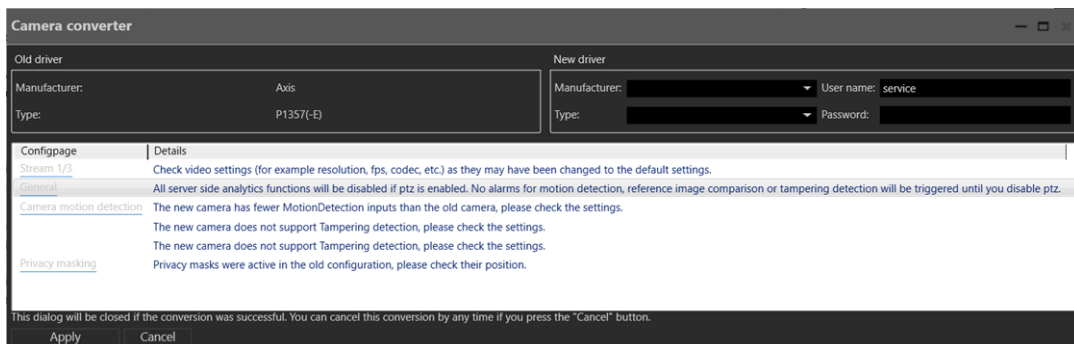 Camera converter
Old driver
New driver
Manufacturer: Axis
Manufacturer: User name: service
Type: P1357(-E)
Type: Password:
Configpage Details
Stream 1/3 Check video settings (for example resolution, fps, codec, etc.) as they may have been changed to the default settings.
General All server side analytics functions will be disabled if ptz is enabled. No alarms for motion detection, reference image comparison or tampering detection will be triggered until you disable ptz.
Camera motion detection The new camera has fewer MotionDetection inputs than the old camera, please check the settings.
The new camera does not support Tampering detection, please check the settings.
The new camera does not support Tampering detection, please check the settings.
Privacy masking Privacy masks were active in the old configuration, please check their position.
This dialog will be closed if the conversion was successful. You can cancel this conversion by any time if you press the "Cancel" button.
Apply Cancel